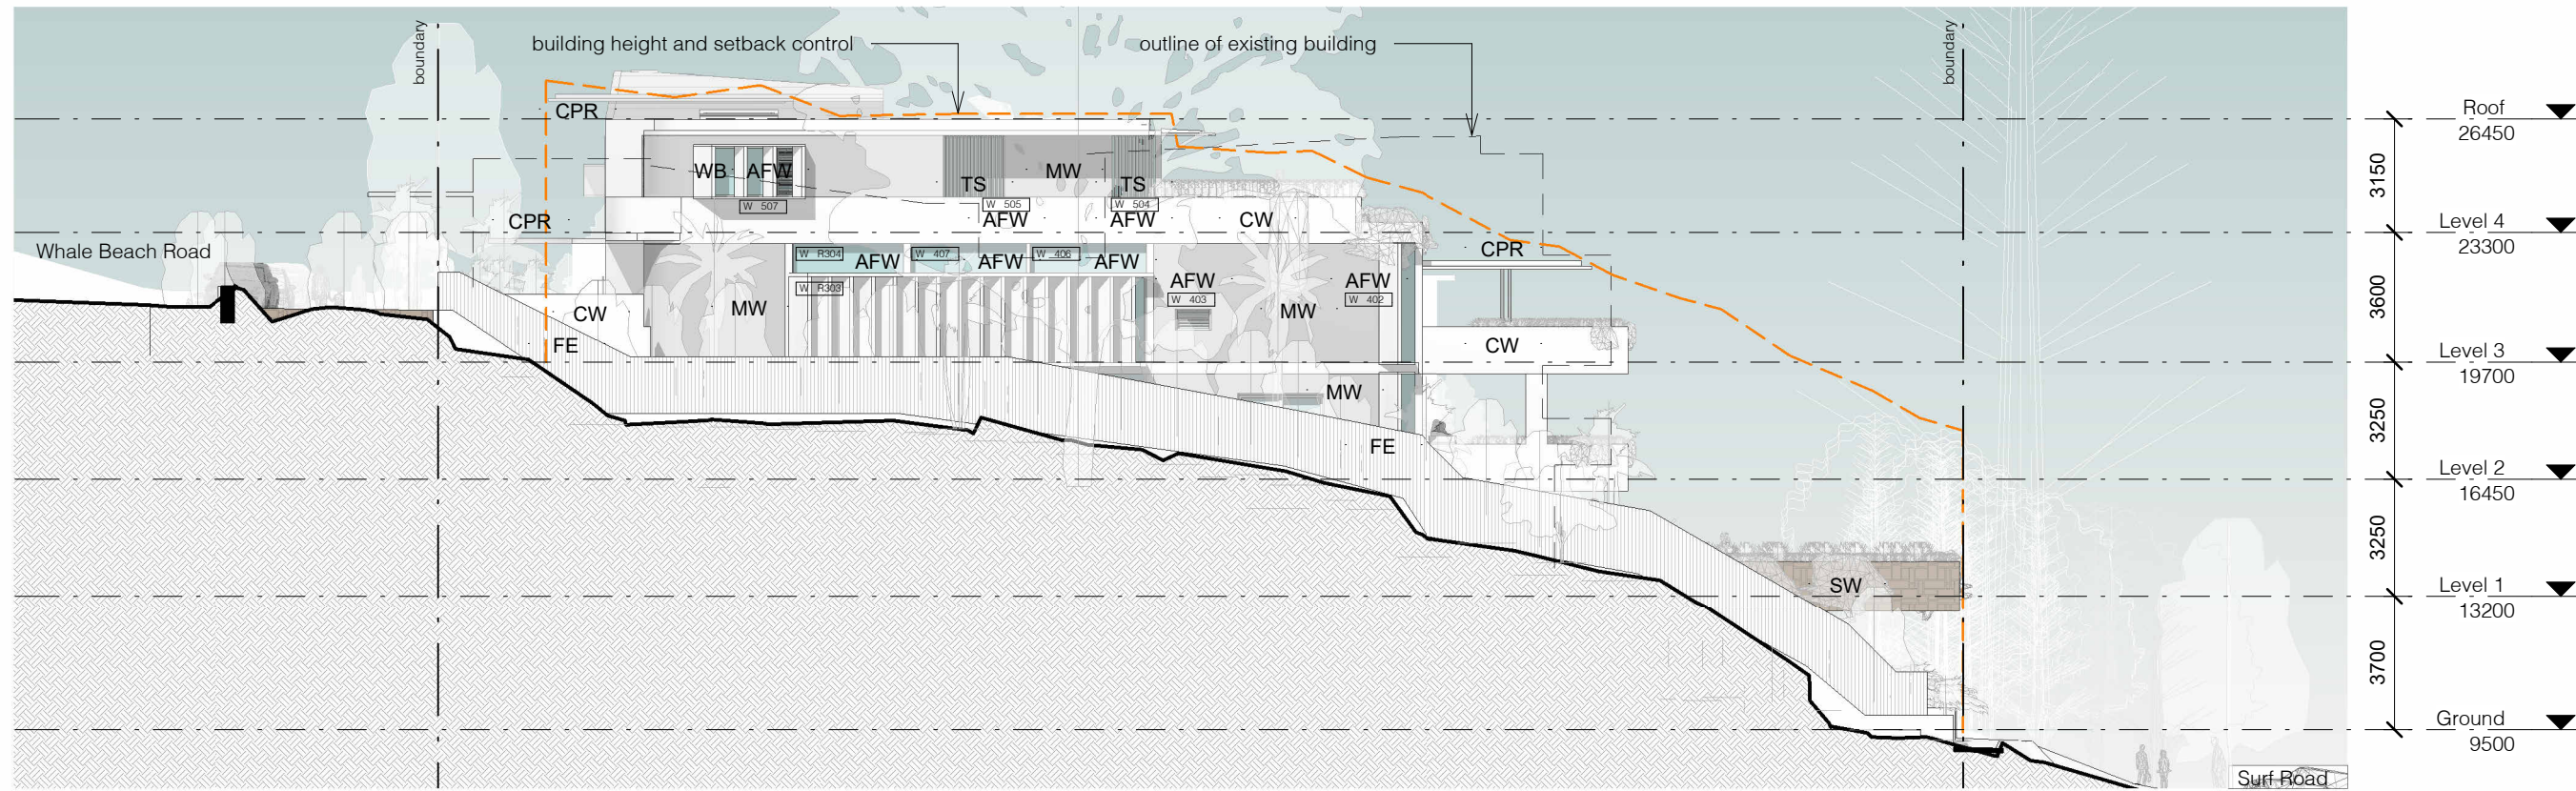 boundary
building height and setback control
outline of existing building
boundary
CPR
Roof
26450
3150
WB AFW
TS
MW
TS
W 507
W 505
W 504
CPR
AFW
AFW
CW
Level 4
23300
Whale Beach Road
W R304
AFW
W 407
AFW
W 406
AFW
CPR
W R303
AFW
W 403
AFW
W 402
3600
CW
MW
MW
FE
CW
Level 3
19700
MW
3250
FE
Level 2
16450
3250
SW
Level 1
13200
3700
Ground
9500
Surf Road